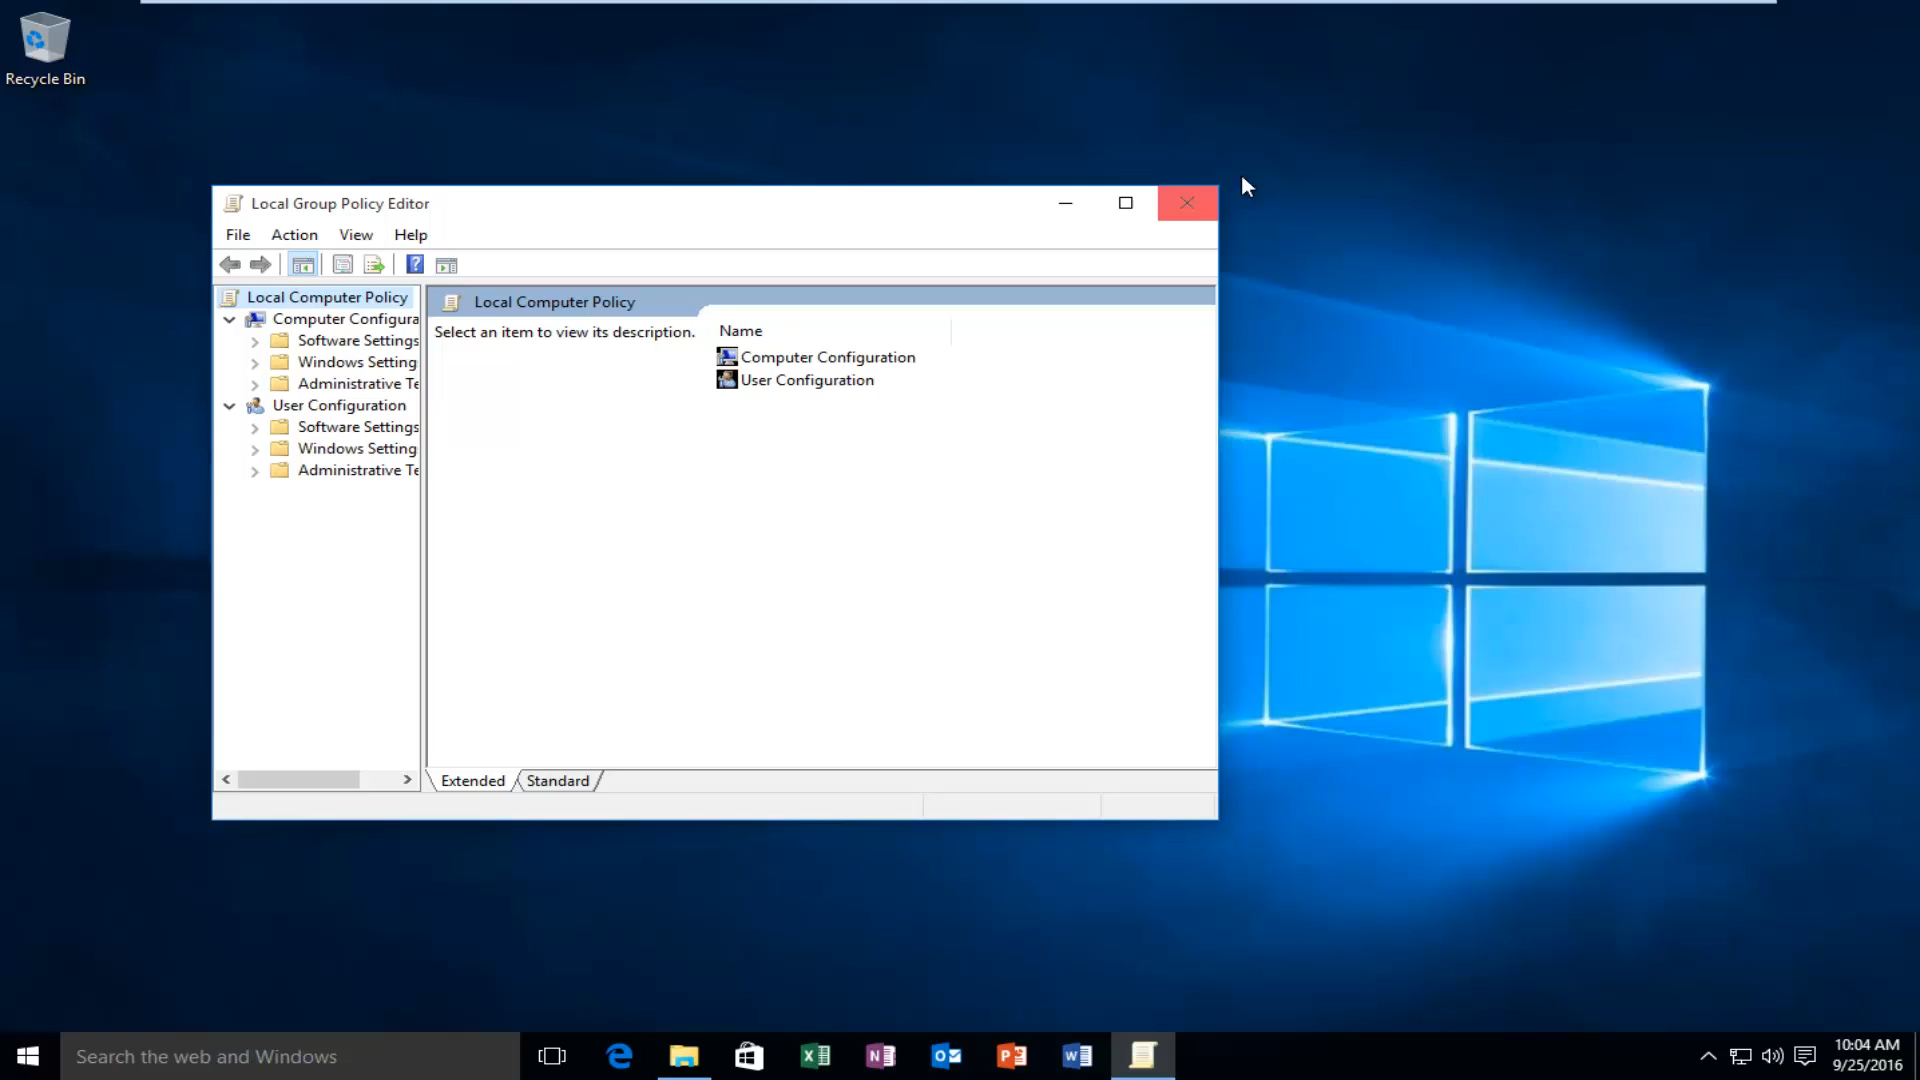 Recycle Bin
Local Group Policy Editor
File Action View Help
Local Computer Policy
Computer Configura
Software Settings
Windows Setting
Administrative Te
User Configuration
Software Settings
Windows Setting
Administrative Te
Local Computer Policy
Select an item to view its description.
Name
Computer Configuration
User Configuration
Extended Standard
Search the web and Windows
10:04 AM
9/25/2016